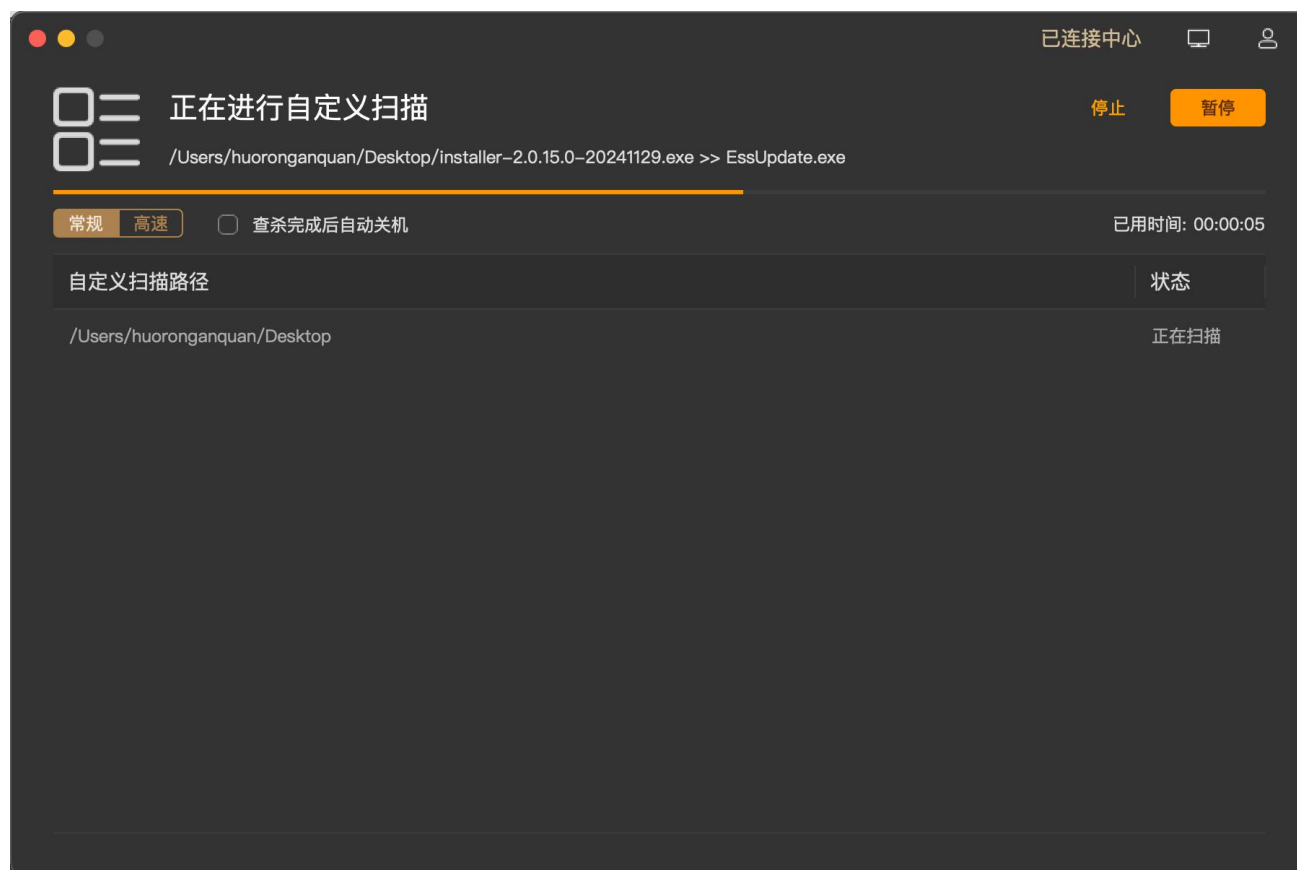 已连接中心
正在进行自定义扫描
停止
暂停
/Users/huoronganquan/Desktop/installer-2.0.15.0-20241129.exe >> EssUpdate.exe
常规
高速
查杀完成后自动关机
已用时间: 00:00:05
自定义扫描路径
状态
/Users/huoronganquan/Desktop
正在扫描